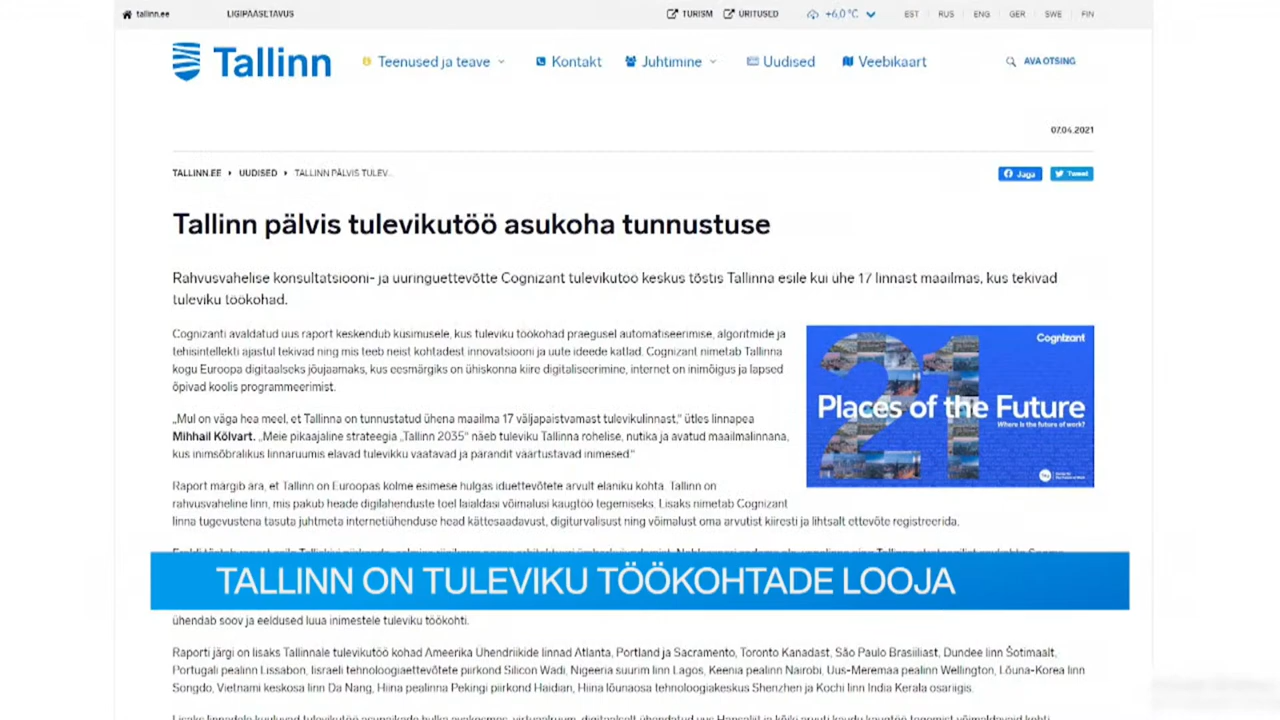 tallinn.ee LIGIPÄÄSETAVUS TURISM ÜRITUSED +6,0 °C EST RUS ENG GER SWE FIN
Tallinn Teenused ja teave Kontakt Juhtimine Uudised Veebikaart AVA OTSING
07.04.2021
TALLINN.EE UUDISED TALLINN PÄLVIS TULEV... Jaga Tweet
Tallinn pälvis tulevikutöö asukoha tunnustuse
Rahvusvahelise konsultatsiooni- ja uuringuettevõtte Cognizant tulevikutöö keskus tõstis Tallinna esile kui ühe 17 linnast maailmas, kus tekivad
tuleviku töökohad.
Cognizanti avaldatud uus raport keskendub küsimusele, kus tuleviku töökohad praegusel automatiseerimise, algoritmide ja
tehisintellekti ajastul tekivad ning mis teeb neist kohtadest innovatsiooni ja uute ideede katlad. Cognizant nimetab Tallinna
kogu Euroopa digitaalseks jõujaamaks, kus eesmärgiks on ühiskonna kiire digitaliseerimine, internet on inimõigus ja lapsed
õpivad koolis programmeerimist.
„Mul on väga hea meel, et Tallinna on tunnustatud ühena maailma 17 väljapaistvamast tulevikulinnast,“ ütles linnapea
Mihhail Kõlvart. „Meie pikaajaline strateegia „Tallinn 2035“ näeb tuleviku Tallinna rohelise, nutika ja avatud maailmalinnana,
kus inimsõbralikus linnaruumis elavad tulevikku vaatavad ja pärandit väärtustavad inimesed“
Raport märgib ära, et Tallinn on Euroopas kolme esimese hulgas iduettevõtete arvult elaniku kohta. Tallinn on
rahvusvaheline linn, mis pakub heade digilahenduste toel laialdasi võimalusi kaugtöö tegemiseks. Lisaks nimetab Cognizant
linna tugevustena tasuta juhtmeta internetiühenduse head kättesaadavust, digiturvalisust ning võimalust oma arvutist kiiresti ja lihtsalt ettevõte registreerida.
Cognizant
21
Places of the Future
Where is the future of work?
TALLINN ON TULEVIKU TÖÖKOHTADE LOOJA
ühendab soov ja eeldused luua inimestele tuleviku töökohti.
Raporti järgi on lisaks Tallinnale tulevikutöö kohad Ameerika Ühendriikide linnad Atlanta, Portland ja Sacramento, Toronto Kanadast, São Paulo Brasiiliast, Dundee linn Šotimaalt,
Portugali pealinn Lissabon, Iisraeli tehnoloogiaettevõtete piirkond Silicon Wadi, Nigeeria suurim linn Lagos, Keenia pealinn Nairobi, Uus-Meremaa pealinn Wellington, Lõuna-Korea linn
Songdo, Vietnami keskosa linn Da Nang, Hiina pealinna Pekingi piirkond Haidian, Hiina lõunaosa tehnoloogiakeskus Shenzhen ja Kochi linn India Kerala osariigis.